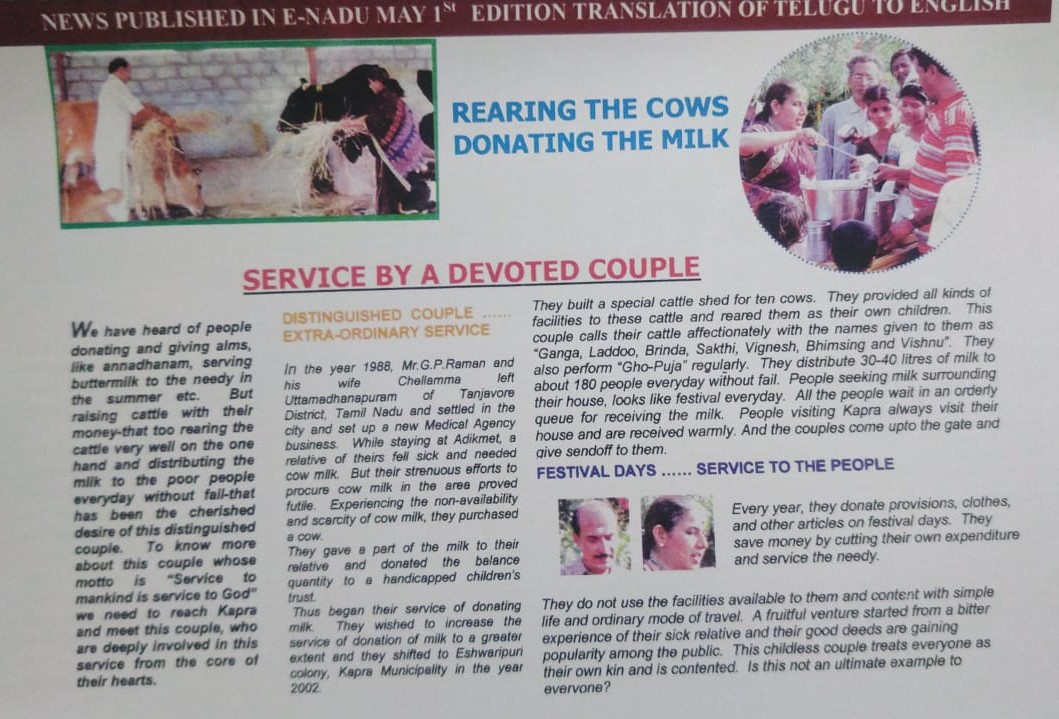 NEWS PUBLISHED IN E-NADU MAY 1St EDITION TRANSLATION OF TELUGU TO ENGLISH
REARING THE COWS
DONATING THE MILK
SERVICE BY A DEVOTED COUPLE
We have heard of people
donating and giving alms,
like annadhanam, serving
buttermilk to the needy in
the summer etc. But
raising cattle with their
money-that too rearing the
cattle very well on the one
hand and distributing the
milk to the poor people
everyday without fail-that
has been the cherished
desire of this distinguished
couple. To know more
about this couple whose
motto is "Service to
mankind is service to God"
we need to reach Kapra
and meet this couple, who
are deeply involved in this
service from the core of
their hearts.
DISTINGUISHED COUPLE ......
EXTRA-ORDINARY SERVICE
In the year 1988, Mr.G.P.Raman and
his wife Chellamma left
Uttamadhanapuram of Tanjavore
District, Tamil Nadu and settled in the
city and set up a new Medical Agency
business. While staying at Adikmet, a
relative of theirs fell sick and needed
cow milk. But their strenuous efforts to
procure cow milk in the area proved
futile. Experiencing the non-availability
and scarcity of cow milk, they purchased
a cow.
They gave a part of the milk to their
relative and donated the balance
quantity to a handicapped children's
trust.
Thus began their service of donating
milk. They wished to increase the
service of donation of milk to a greater
extent and they shifted to Eshwaripuri
colony, Kapra Municipality in the year
2002.
They built a special cattle shed for ten cows. They provided all kinds of
facilities to these cattle and reared them as their own children. This
couple calls their cattle affectionately with the names given to them as
"Ganga, Laddoo, Brinda, Sakthi, Vignesh, Bhimsing and Vishnu". They
also perform "Gho-Puja" regularly. They distribute 30-40 litres of milk to
about 180 people everyday without fail. People seeking milk surrounding
their house, looks like festival everyday. All the people wait in an orderly
queue for receiving the milk. People visiting Kapra always visit their
house and are received warmly. And the couples come upto the gate and
give sendoff to them.
FESTIVAL DAYS ...... SERVICE TO THE PEOPLE
Every year, they donate provisions, clothes,
and other articles on festival days. They
save money by cutting their own expenditure
and service the needy.
They do not use the facilities available to them and content with simple
life and ordinary mode of travel. A fruitful venture started from a bitter
experience of their sick relative and their good deeds are gaining
popularity among the public. This childless couple treats everyone as
their own kin and is contented. Is this not an ultimate example to
everyone?